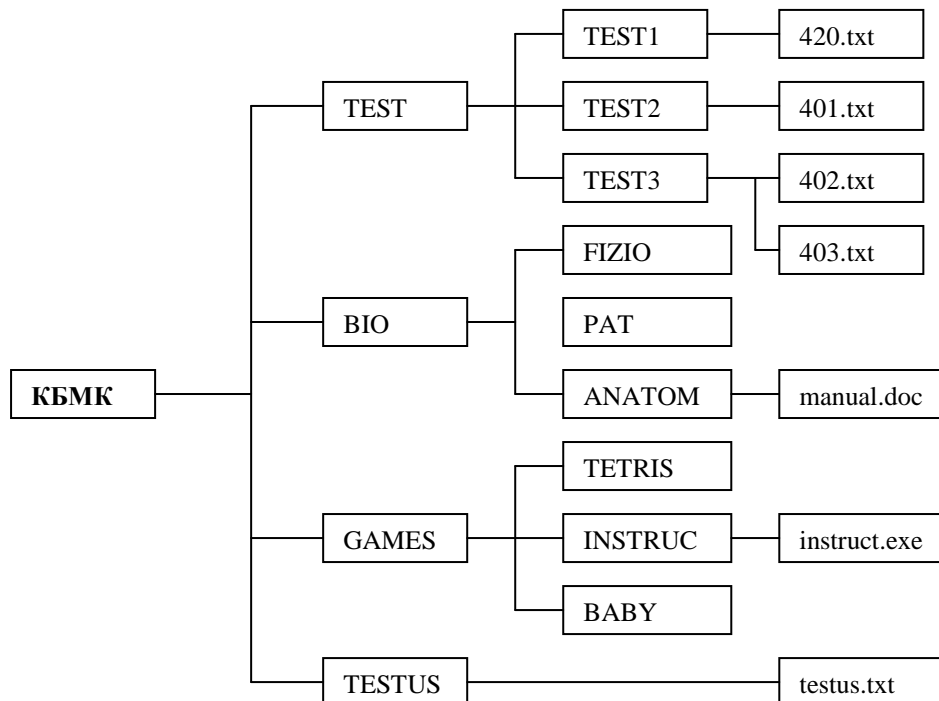 TEST1 420.txt
TEST TEST2 401.txt
TEST3 402.txt
FIZIO 403.txt
BIO PAT
КБМК ANATOM manual.doc
TETRIS
GAMES INSTRUC instruct.exe
BABY
TESTUS testus.txt